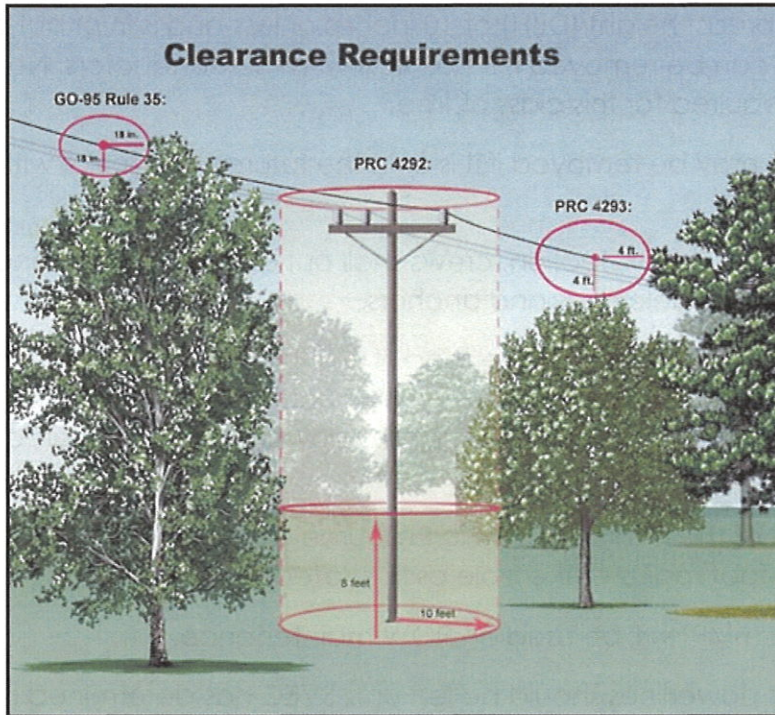 Clearance Requirements
GO-95 Rule 35:
18 in.
18 in.
PRC 4292:
PRC 4293:
4 ft.
4 ft.
8 feet
10 feet